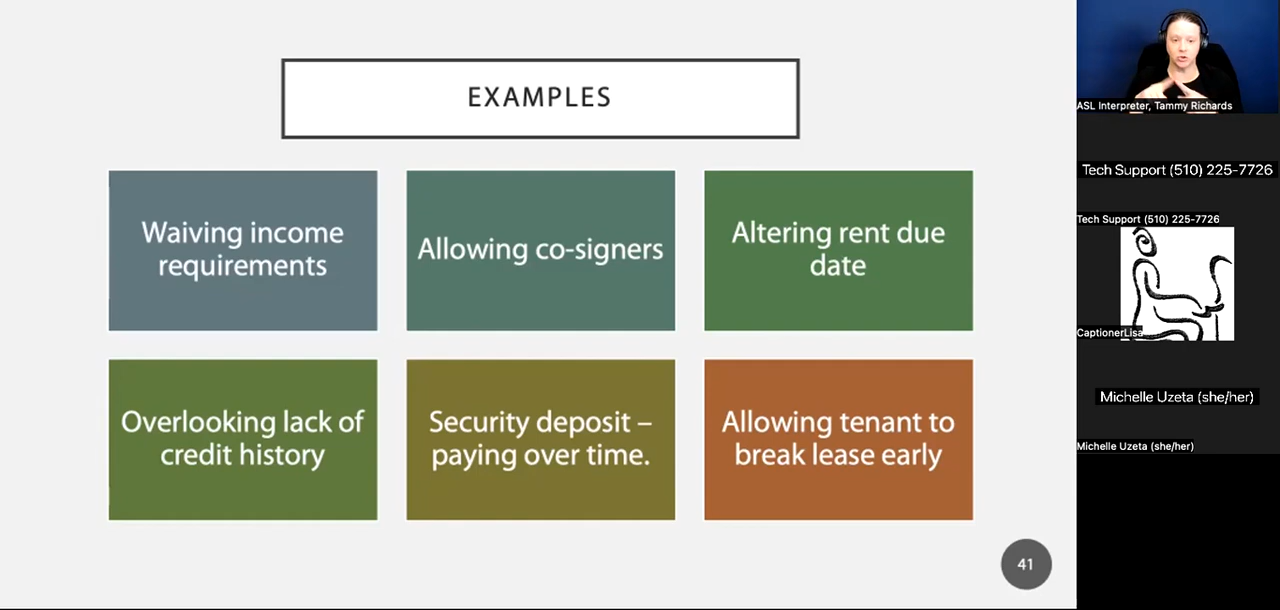 EXAMPLES
Waiving income
requirements
Allowing co-signers
Altering rent due
date
Overlooking lack of
credit history
Security deposit –
paying over time.
Allowing tenant to
break lease early
41
ASL Interpreter, Tammy Richards
Tech Support (510) 225-7726
Tech Support (510) 225-7726
CaptionerLisa
Michelle Uzeta (she/her)
Michelle Uzeta (she/her)